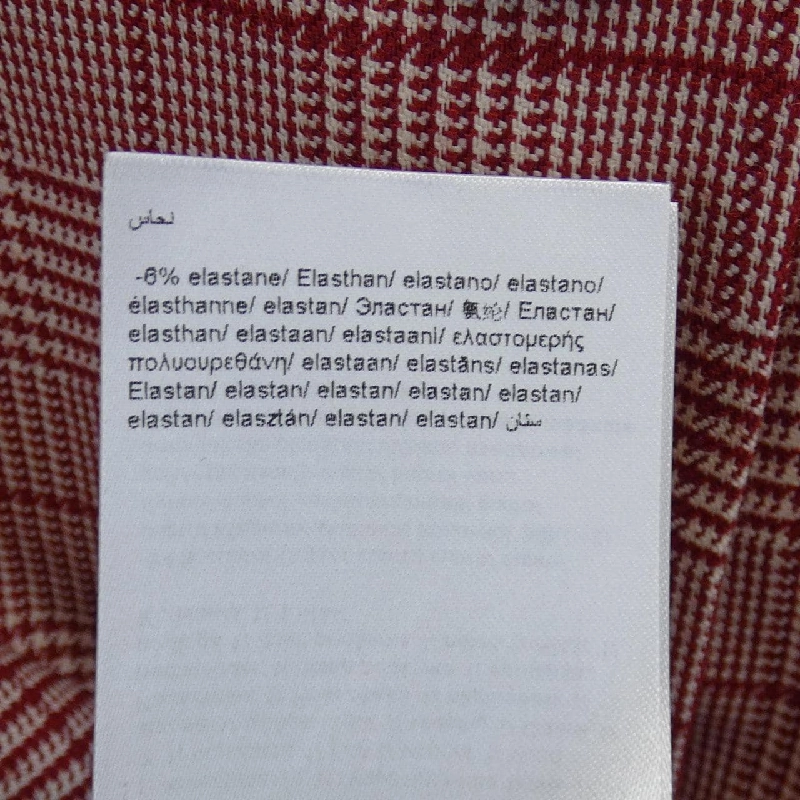 نحاس
-6% elastane/ Elasthan/ elastano/ elastano/
élasthanne/ elastan/ Эластан/ 氨纶/ Еластан/
elasthan/ elastaan/ elastaani/ ελαστομερής
πολυουρεθάνη/ elastaan/ elastāns/ elastanas/
Elastan/ elastan/ elastan/ elastan/ elastan/
elastan/ elasztán/ elastan/ elastan/